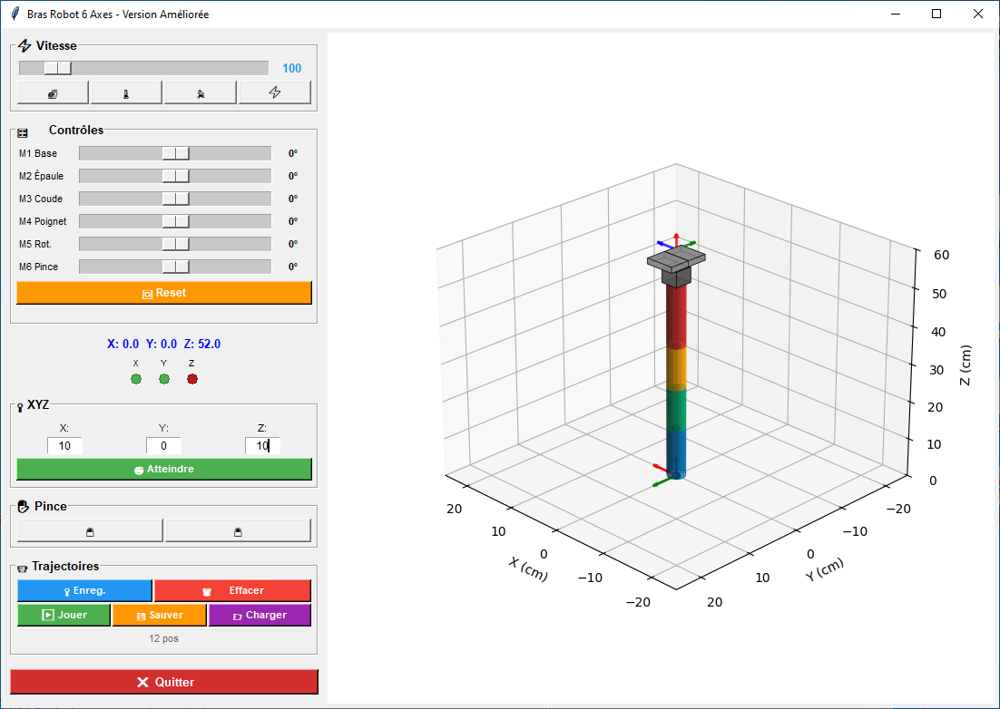 Bras Robot 6 Axes - Version Améliorée
Vitesse
100
Contrôles
M1 Base 0°
M2 Épaule 0°
M3 Coude 0°
M4 Poignet 0°
M5 Rot. 0°
M6 Pince 0°
Reset
X: 0.0 Y: 0.0 Z: 52.0
X Y Z
XYZ
X: Y: Z:
10 0 10
Atteindre
Pince
Trajectoires
Enreg. Effacer
Jouer Sauver Charger
12 pos
Quitter
60
50
40
30
20
10
0
Z (cm)
20
10
0
−10
−20
X (cm)
−20
−10
0
10
20
Y (cm)